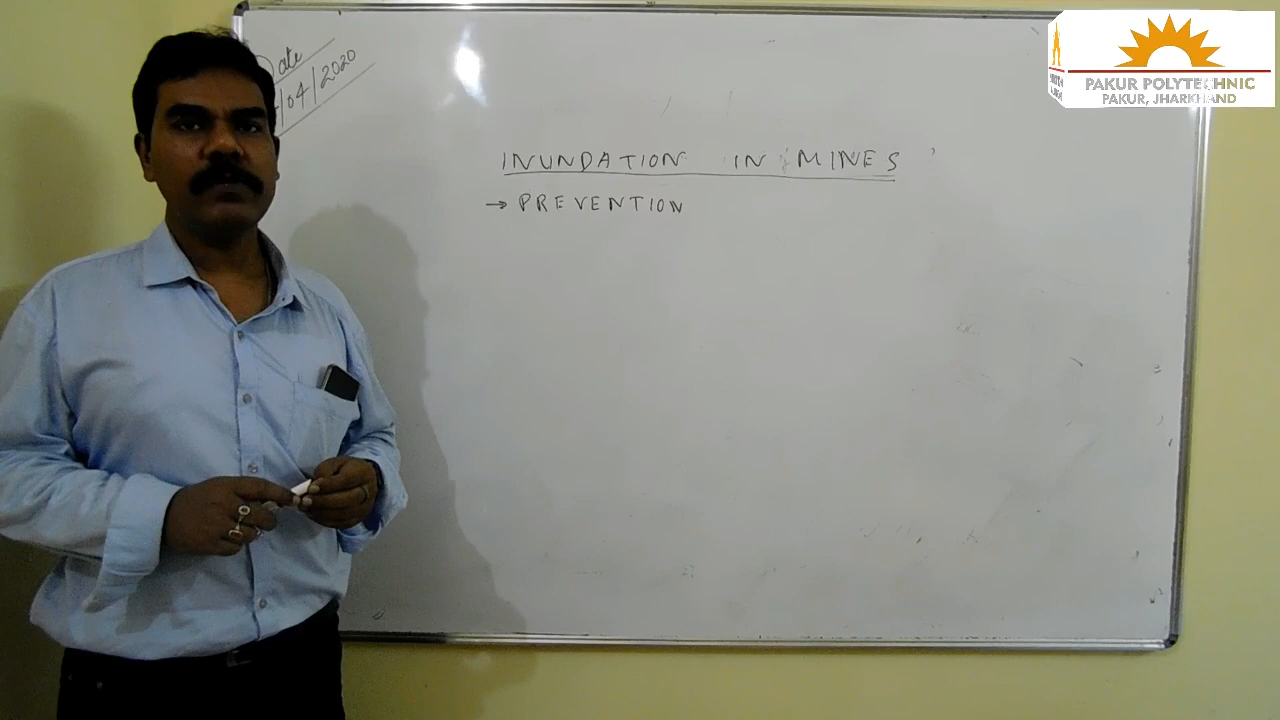 Date
/04/2020
INUNDATION IN MINES
→ PREVENTION
PAKUR POLYTECHNIC
PAKUR, JHARKHAND